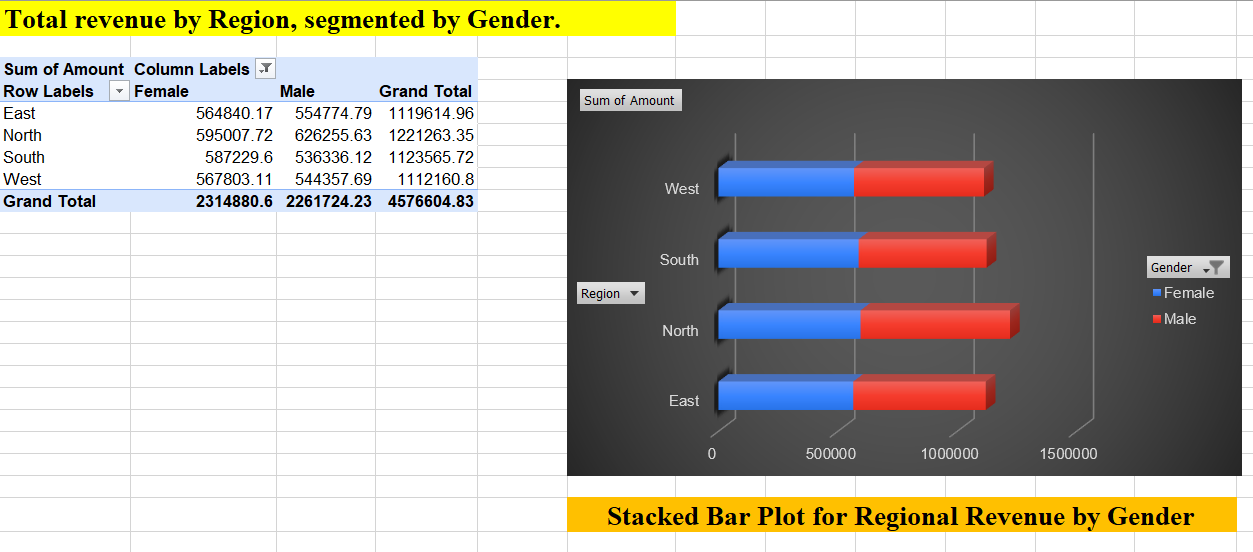 Total revenue by Region, segmented by Gender.
Sum of Amount Column Labels
Row Labels Female Male Grand Total
East 564840.17 554774.79 1119614.96
North 595007.72 626255.63 1221263.35
South 587229.6 536336.12 1123565.72
West 567803.11 544357.69 1112160.8
Grand Total 2314880.6 2261724.23 4576604.83
Sum of Amount
West
South
North
East
Region
0 500000 1000000 1500000
Gender
Female
Male
Stacked Bar Plot for Regional Revenue by Gender